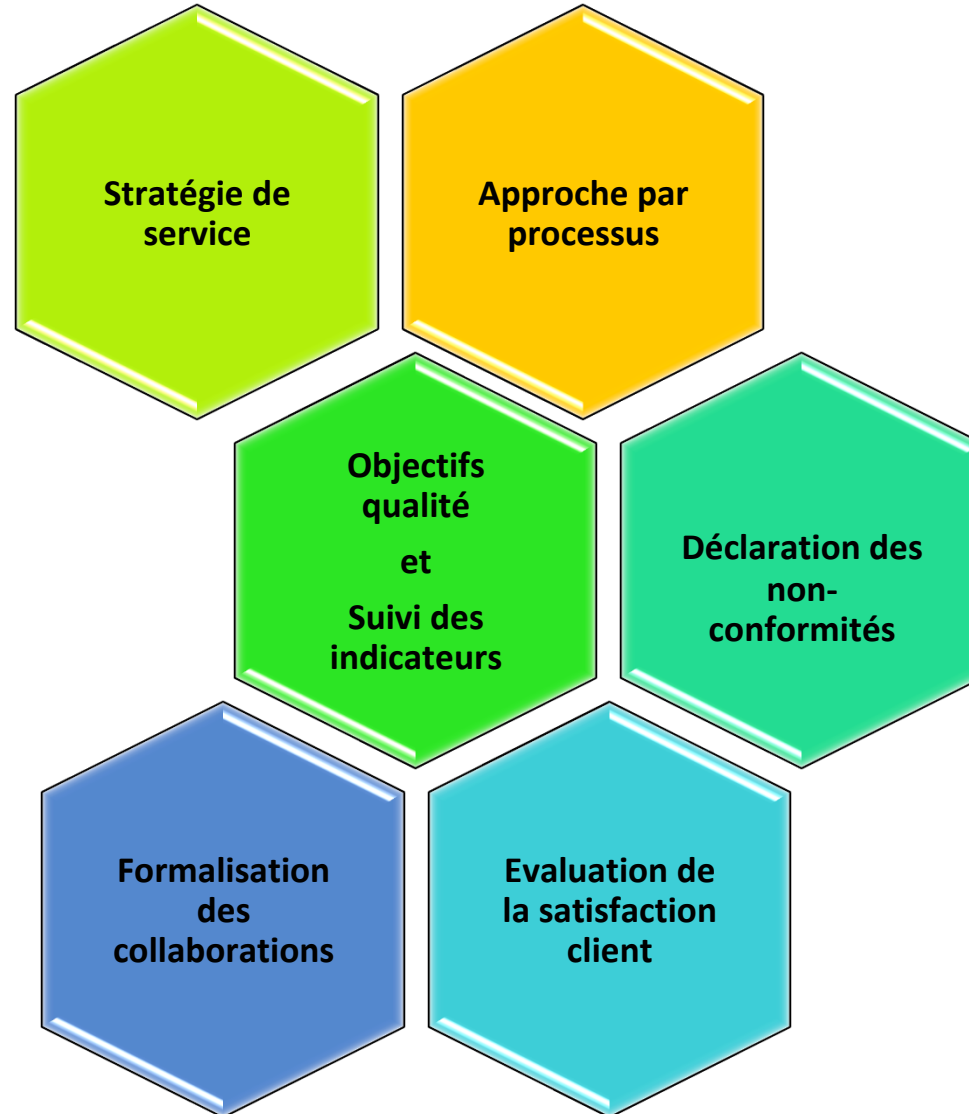 Stratégie de
service
Approche par
processus
Objectifs
qualité
et
Suivi des
indicateurs
Déclaration des
non-
conformités
Formalisation
des
collaborations
Evaluation de
la satisfaction
client